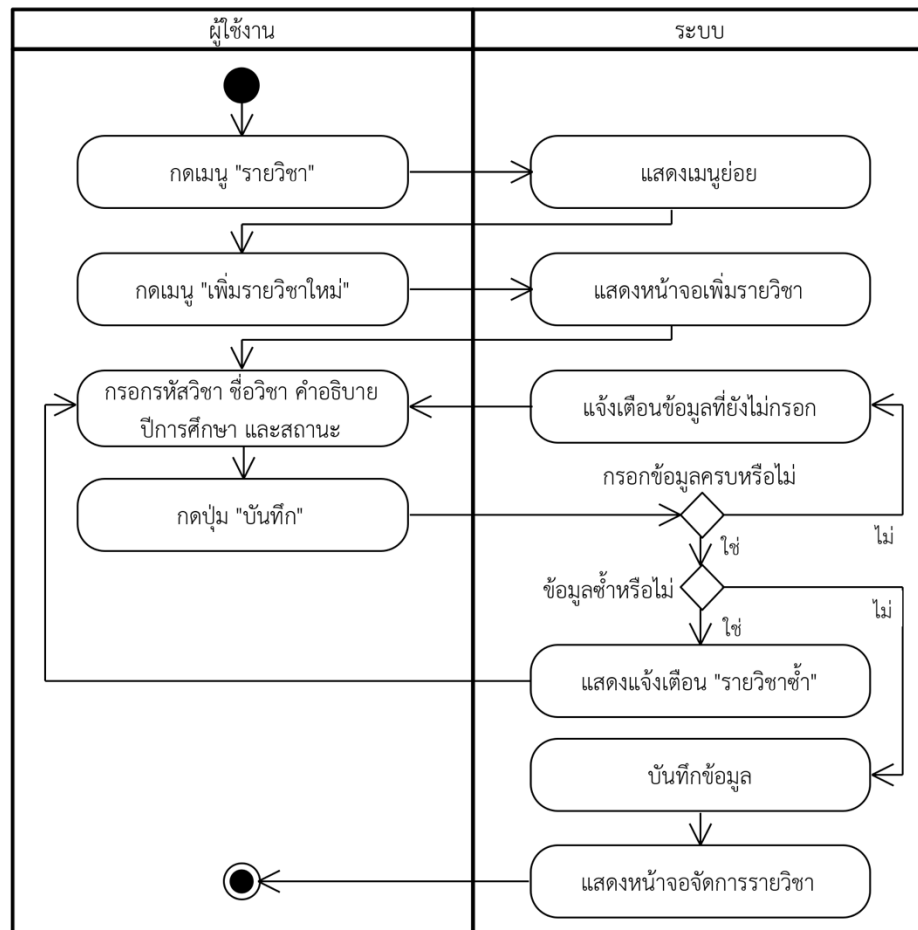 ผู้ใช้งาน
ระบบ
กดเมนู "รายวิชา"
แสดงเมนูย่อย
กดเมนู "เพิ่มรายวิชาใหม่"
แสดงหน้าจอเพิ่มรายวิชา
กรอกรหัสวิชา ชื่อวิชา คำอธิบาย
ปีการศึกษา และสถานะ
แจ้งเตือนข้อมูลที่ยังไม่กรอก
กรอกข้อมูลครบหรือไม่
กดปุ่ม "บันทึก"
ไม่
ใช่
ข้อมูลซ้ำหรือไม่
ไม่
ใช่
แสดงแจ้งเตือน "รายวิชาซ้ำ"
บันทึกข้อมูล
แสดงหน้าจอจัดการรายวิชา